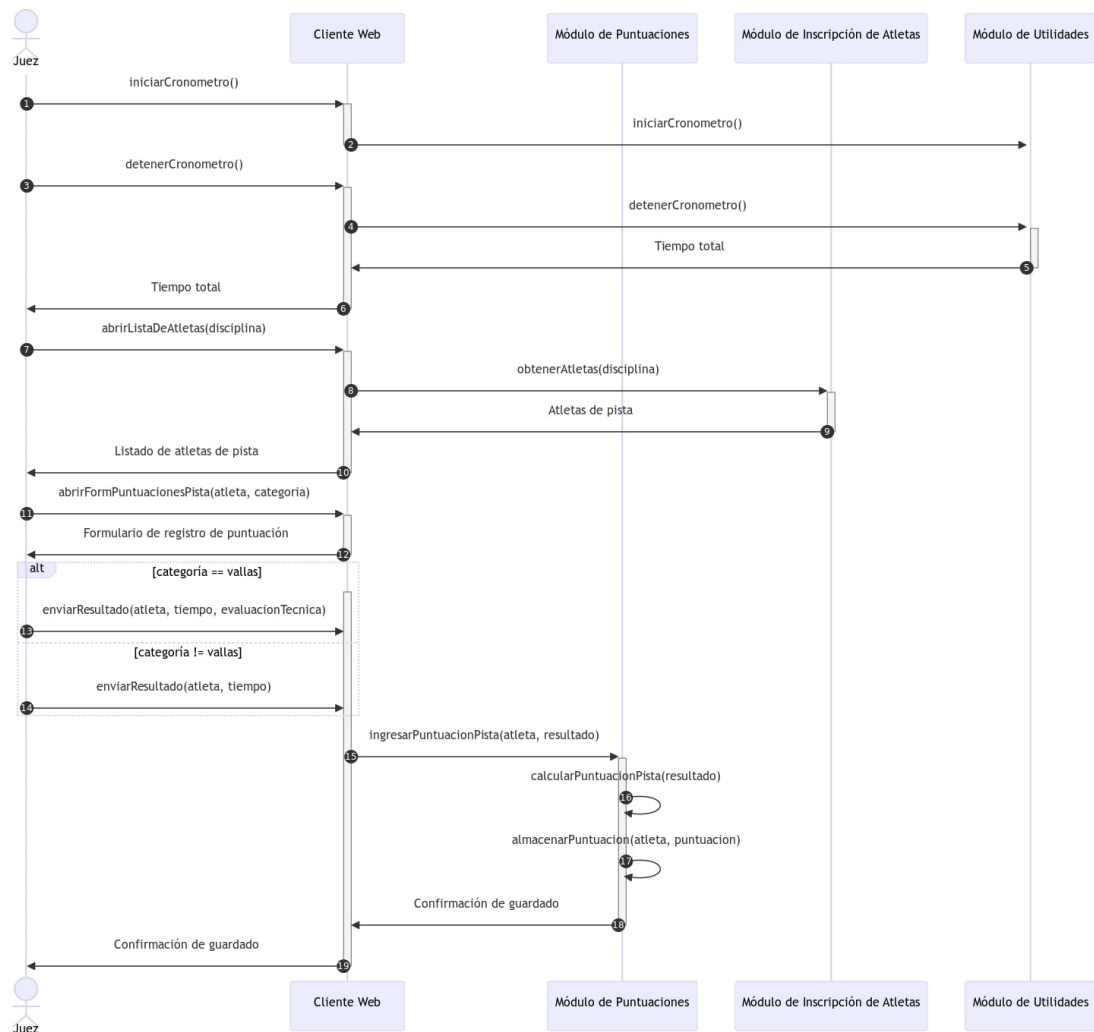 Juez
Cliente Web
Módulo de Puntuaciones
Módulo de Inscripción de Atletas
Módulo de Utilidades
iniciarCronometro()
1
iniciarCronometro()
2
detenerCronometro()
3
detenerCronometro()
4
Tiempo total
5
Tiempo total
6
abrirListaDeAtletas(disciplina)
7
obtenerAtletas(disciplina)
8
Atletas de pista
9
Listado de atletas de pista
10
abrirFormPuntuacionesPista(atleta, categoria)
11
Formulario de registro de puntuación
12
alt
[categoría == vallas]
enviarResultado(atleta, tiempo, evaluacionTecnica)
13
[categoría != vallas]
enviarResultado(atleta, tiempo)
14
ingresarPuntuacionPista(atleta, resultado)
15
calcularPuntuacionPista(resultado)
16
almacenarPuntuacion(atleta, puntuacion)
17
Confirmación de guardado
18
Confirmación de guardado
19
Juez
Cliente Web
Módulo de Puntuaciones
Módulo de Inscripción de Atletas
Módulo de Utilidades